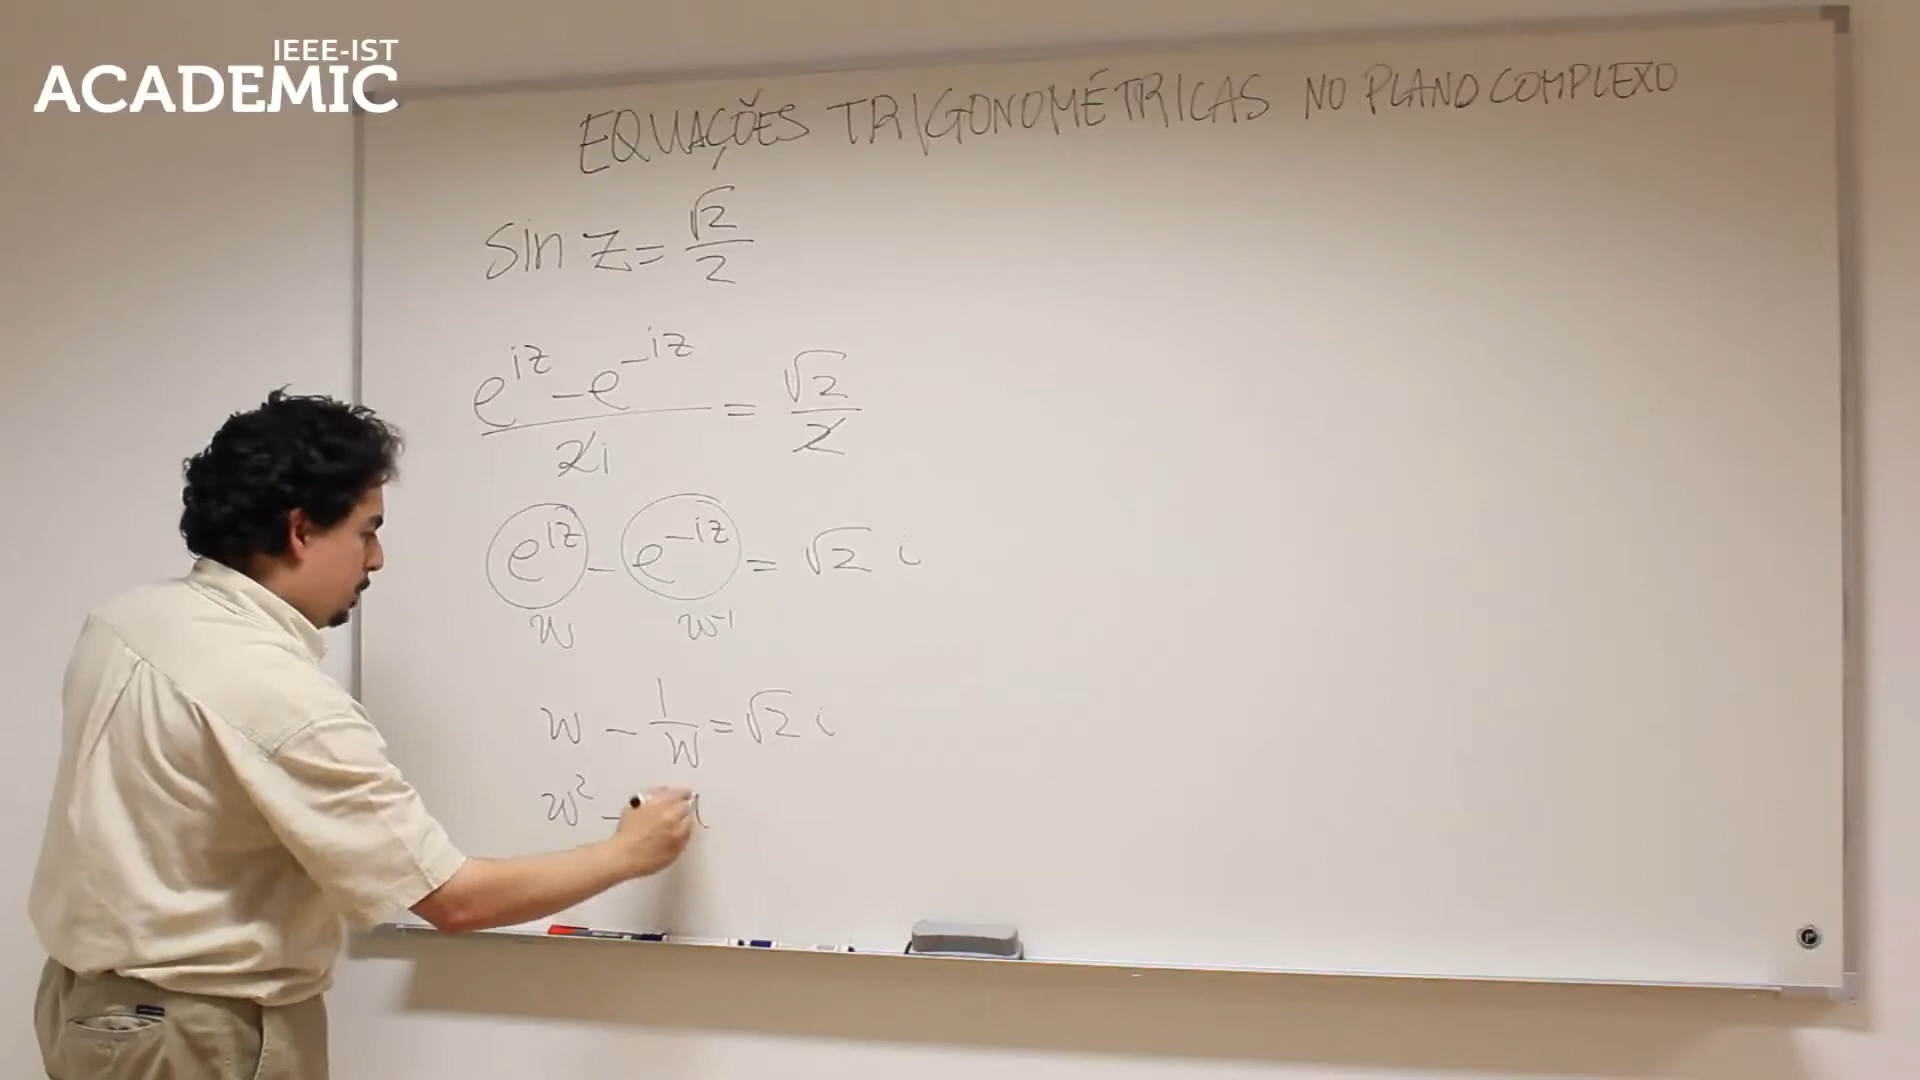 IEEE-IST
ACADEMIC
EQUAÇÕES TRIGONOMÉTRICAS NO PLANO COMPLEXO
sin z = √2/2
(e^{iz} - e^{-iz})/2i = √2/2
e^{iz} - e^{-iz} = √2 i
w w^{-1}
w - 1/w = √2 i
w² -